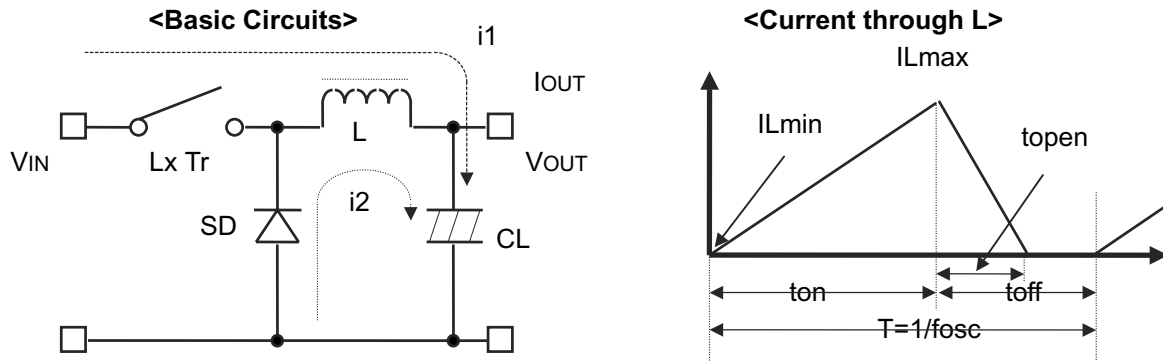 <Basic Circuits>
i1
IOUT
L
VIN
Lx Tr
VOUT
i2
SD
CL
<Current through L>
ILmax
ILmin
topen
ton
toff
T=1/fosc